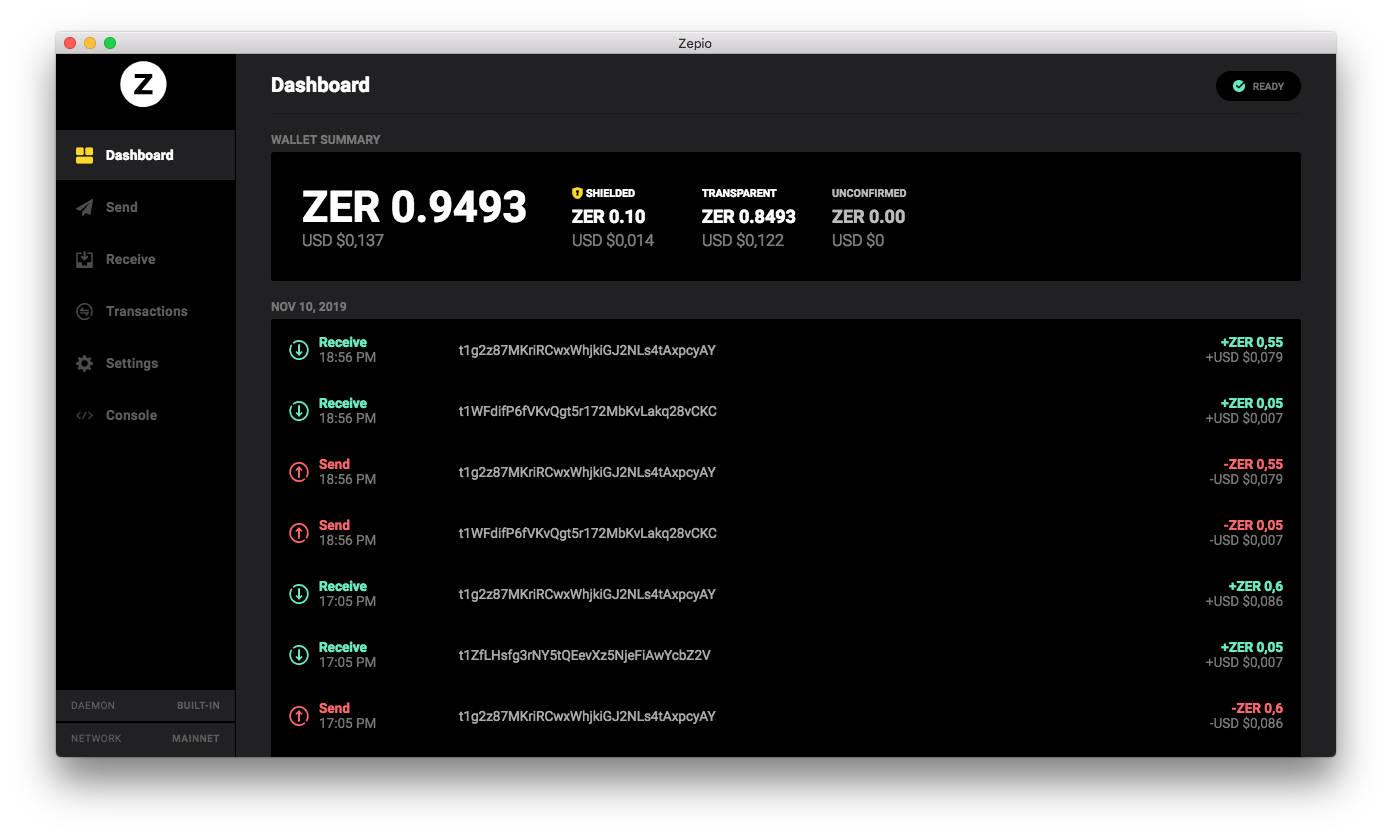 Zepio
Z
Dashboard
Send
Receive
Transactions
Settings
Console
DAEMON BUILT-IN
NETWORK MAINNET
Dashboard
READY
WALLET SUMMARY
ZER 0.9493
USD $0,137
SHIELDED
ZER 0.10
USD $0,014
TRANSPARENT
ZER 0.8493
USD $0,122
UNCONFIRMED
ZER 0.00
USD $0
NOV 10, 2019
Receive t1g2z87MKriRCwxWhjkiGJ2NLs4tAxpcyAY +ZER 0,55
18:56 PM +USD $0,079
Receive t1WFdifP6fVKvQgt5r172MbKvLakq28vCKC +ZER 0,05
18:56 PM +USD $0,007
Send t1g2z87MKriRCwxWhjkiGJ2NLs4tAxpcyAY -ZER 0,55
18:56 PM -USD $0,079
Send t1WFdifP6fVKvQgt5r172MbKvLakq28vCKC -ZER 0,05
18:56 PM -USD $0,007
Receive t1g2z87MKriRCwxWhjkiGJ2NLs4tAxpcyAY +ZER 0,6
17:05 PM +USD $0,086
Receive t1ZfLHsfg3rNY5tQEevXz5NjeFiAwYcbZ2V +ZER 0,05
17:05 PM +USD $0,007
Send t1g2z87MKriRCwxWhjkiGJ2NLs4tAxpcyAY -ZER 0,6
17:05 PM -USD $0,086